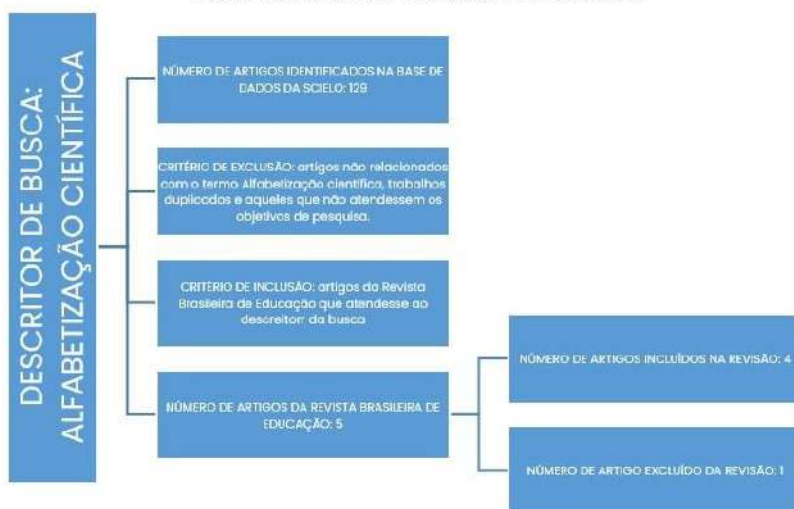 DESCRITOR DE BUSCA:
ALFABETIZAÇÃO CIENTÍFICA
NÚMERO DE ARTIGOS IDENTIFICADOS NA BASE DE
DADOS DA SCIELO: 129
CRITÉRIO DE EXCLUSÃO: artigos não relacionados
com o termo Alfabetização científica, trabalhos
duplicados e aqueles que não atendessem os
objetivos de pesquisa.
CRITÉRIO DE INCLUSÃO: artigos da Revista
Brasileira de Educação que atendesse ao
descreitorr da busca
NÚMERO DE ARTIGOS DA REVISTA BRASILEIRA DE
EDUCAÇÃO: 5
NÚMERO DE ARTIGOS INCLUÍDOS NA REVISÃO: 4
NÚMERO DE ARTIGO EXCLUÍDO DA REVISÃO: 1